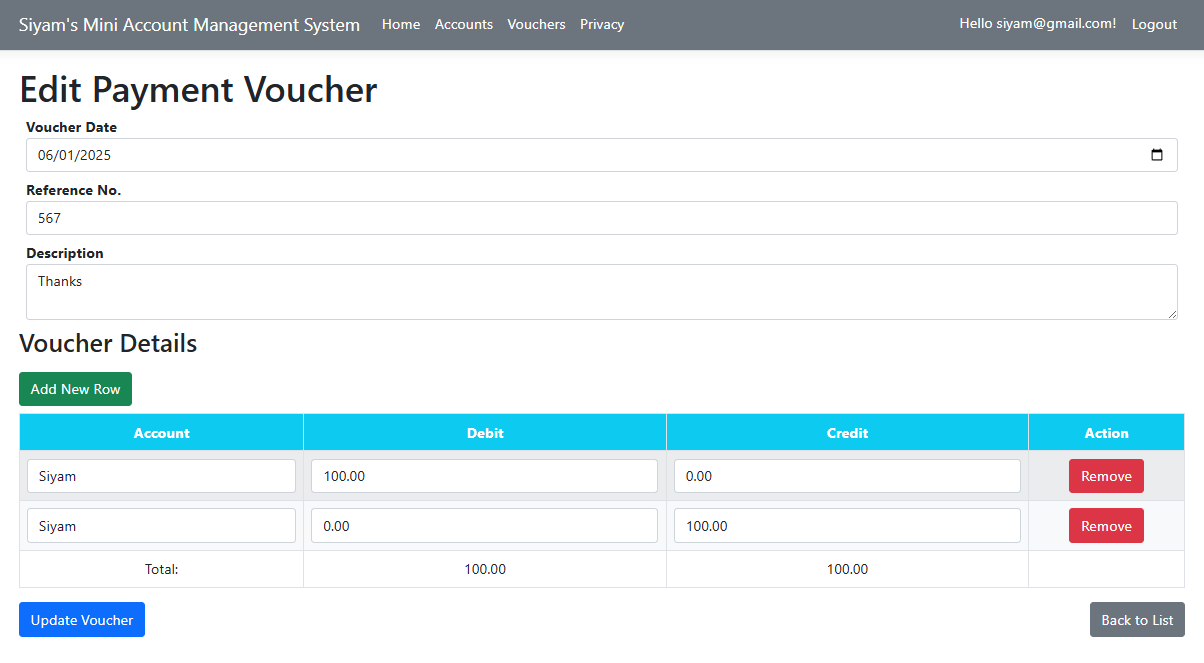 Siyam's Mini Account Management System Home Accounts Vouchers Privacy Hello siyam@gmail.com! Logout
Edit Payment Voucher
Voucher Date
06/01/2025
Reference No.
567
Description
Thanks
Voucher Details
Add New Row
Account Debit Credit Action
Siyam 100.00 0.00 Remove
Siyam 0.00 100.00 Remove
Total: 100.00 100.00
Update Voucher Back to List